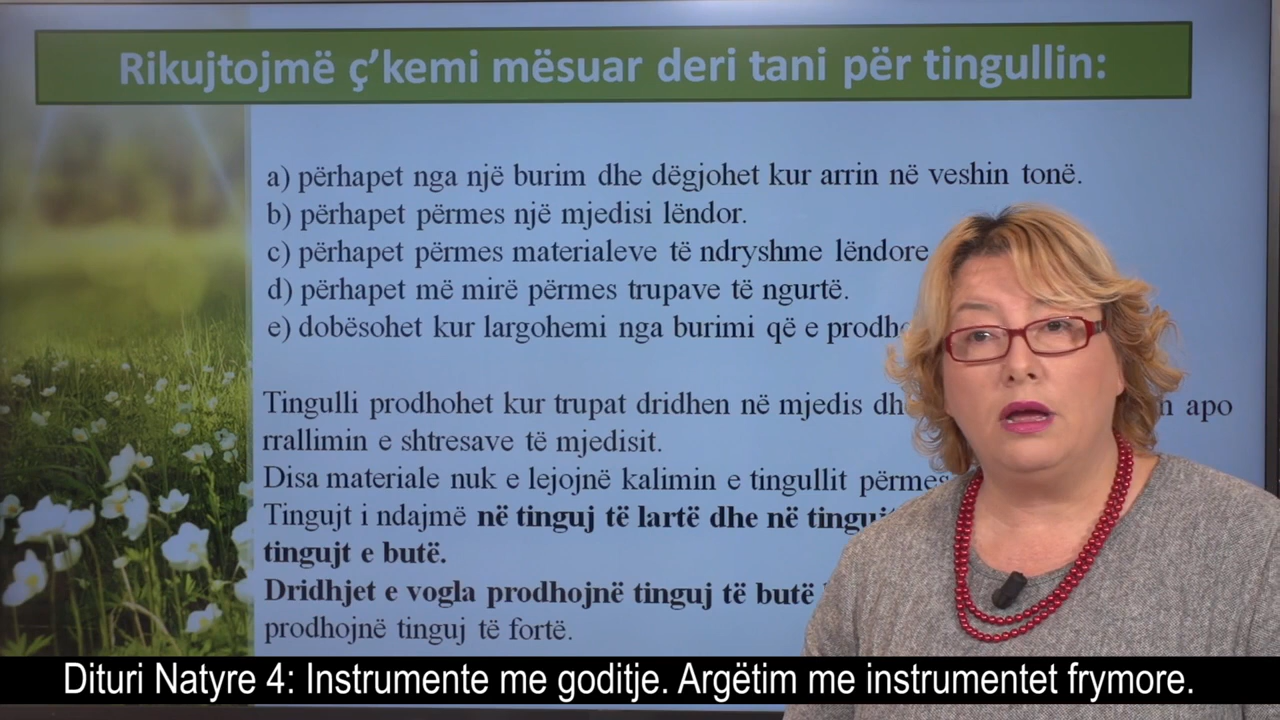 Rikujtojmë ç’kemi mësuar deri tani për tingullin:
a) përhapet nga një burim dhe dëgjohet kur arrin në veshin tonë.
b) përhapet përmes një mjedisi lëndor.
c) përhapet përmes materialeve të ndryshme lëndore
d) përhapet më mirë përmes trupave të ngurtë.
e) dobësohet kur largohemi nga burimi që e
Tingulli prodhohet kur trupat dridhen në mjedis apo
rrallimin e shtresave të mjedisit.
Disa materiale nuk e lejojnë kalimin e tingullit përmes
Tingujt i ndajmë në tinguj të lartë dhe në
tingujt e butë.
Dridhjet e vogla prodhojnë tinguj të butë
prodhojnë tinguj të fortë.
Dituri Natyre 4: Instrumente me goditje. Argëtim me instrumentet frymore.